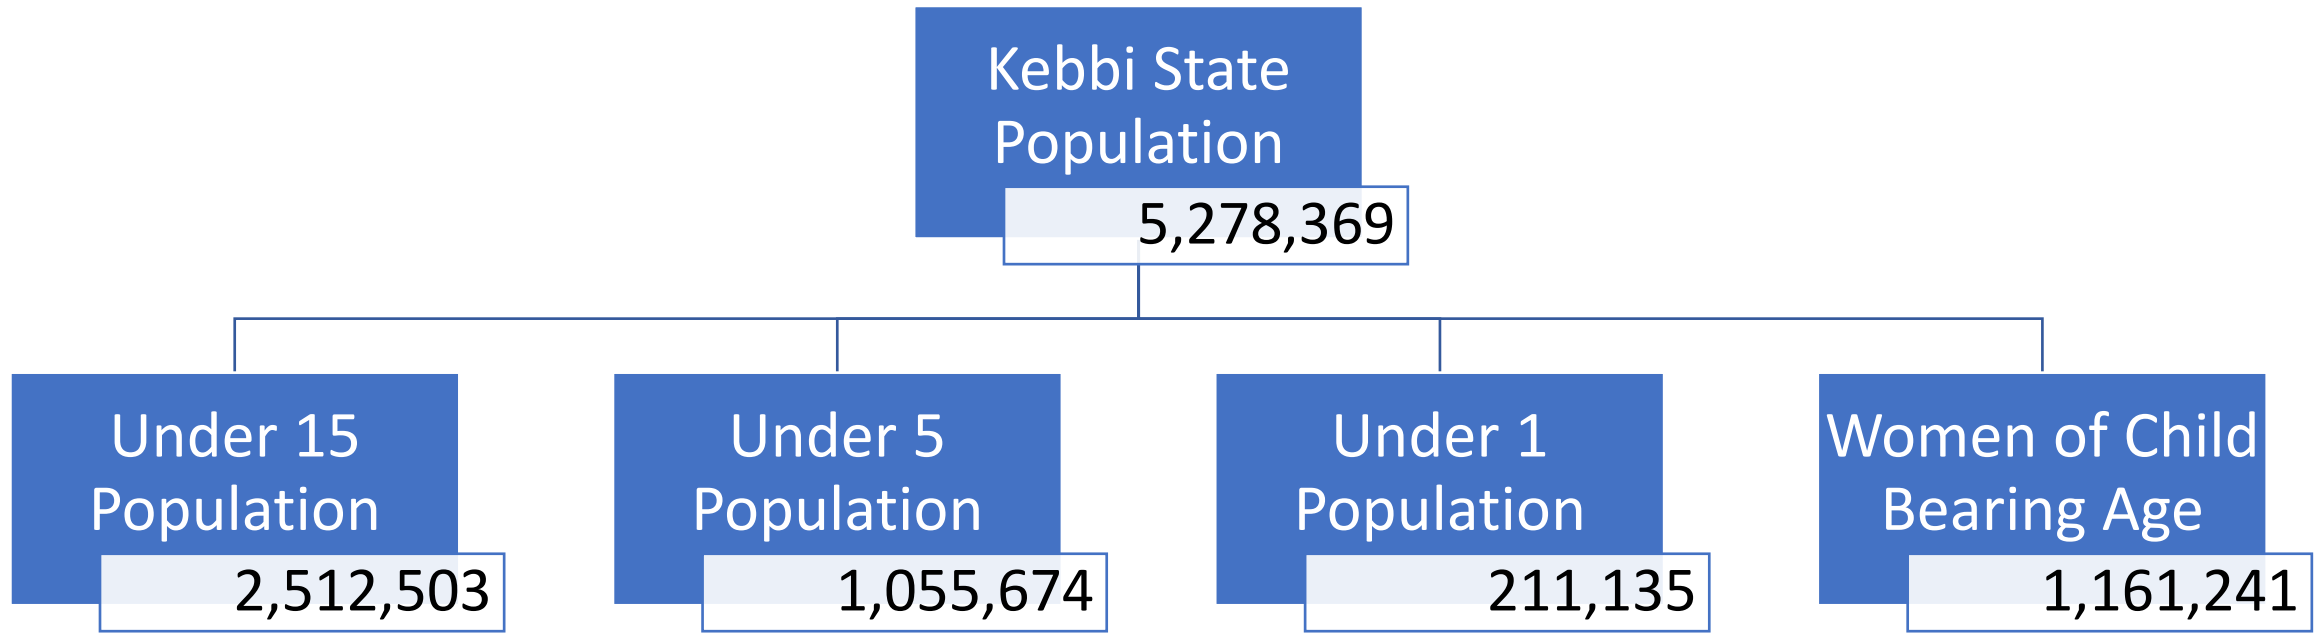 Kebbi State
Population
5,278,369
Under 15
Population
2,512,503
Under 5
Population
1,055,674
Under 1
Population
211,135
Women of Child
Bearing Age
1,161,241